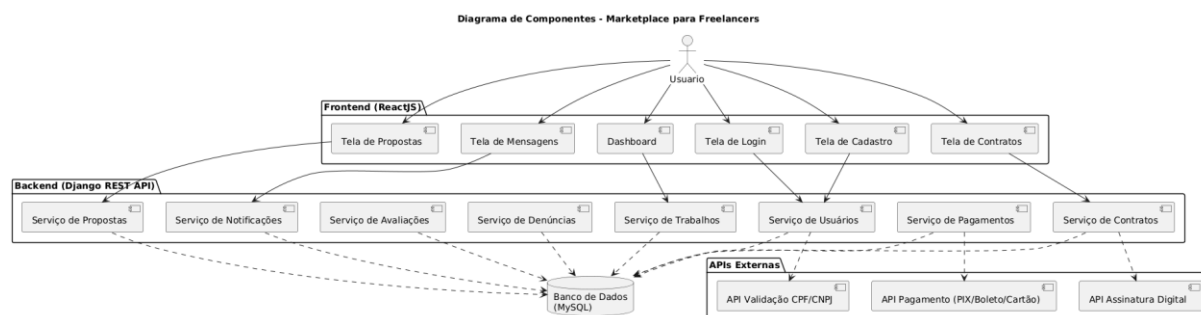 Diagrama de Componentes - Marketplace para Freelancers
Usuario
Frontend (ReactJS)
Tela de Propostas
Tela de Mensagens
Dashboard
Tela de Login
Tela de Cadastro
Tela de Contratos
Backend (Django REST API)
Serviço de Propostas
Serviço de Notificações
Serviço de Avaliações
Serviço de Denúncias
Serviço de Trabalhos
Serviço de Usuários
Serviço de Pagamentos
Serviço de Contratos
Banco de Dados
(MySQL)
APIs Externas
API Validação CPF/CNPJ
API Pagamento (PIX/Boleto/Cartão)
API Assinatura Digital